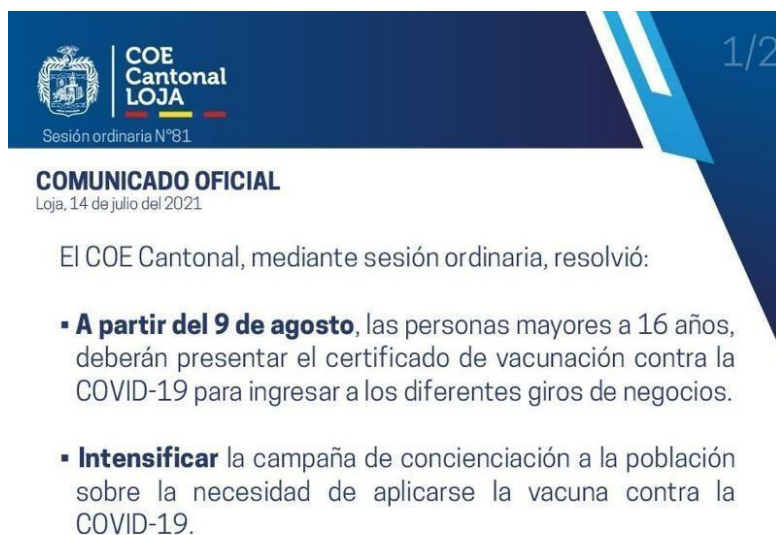 1/2
COE
Cantonal
LOJA
Sesión ordinaria N°81
COMUNICADO OFICIAL
Loja, 14 de julio del 2021
El COE Cantonal, mediante sesión ordinaria, resolvió:
▪ A partir del 9 de agosto, las personas mayores a 16 años,
deberán presentar el certificado de vacunación contra la
COVID-19 para ingresar a los diferentes giros de negocios.
▪ Intensificar la campaña de concienciación a la población
sobre la necesidad de aplicarse la vacuna contra la
COVID-19.